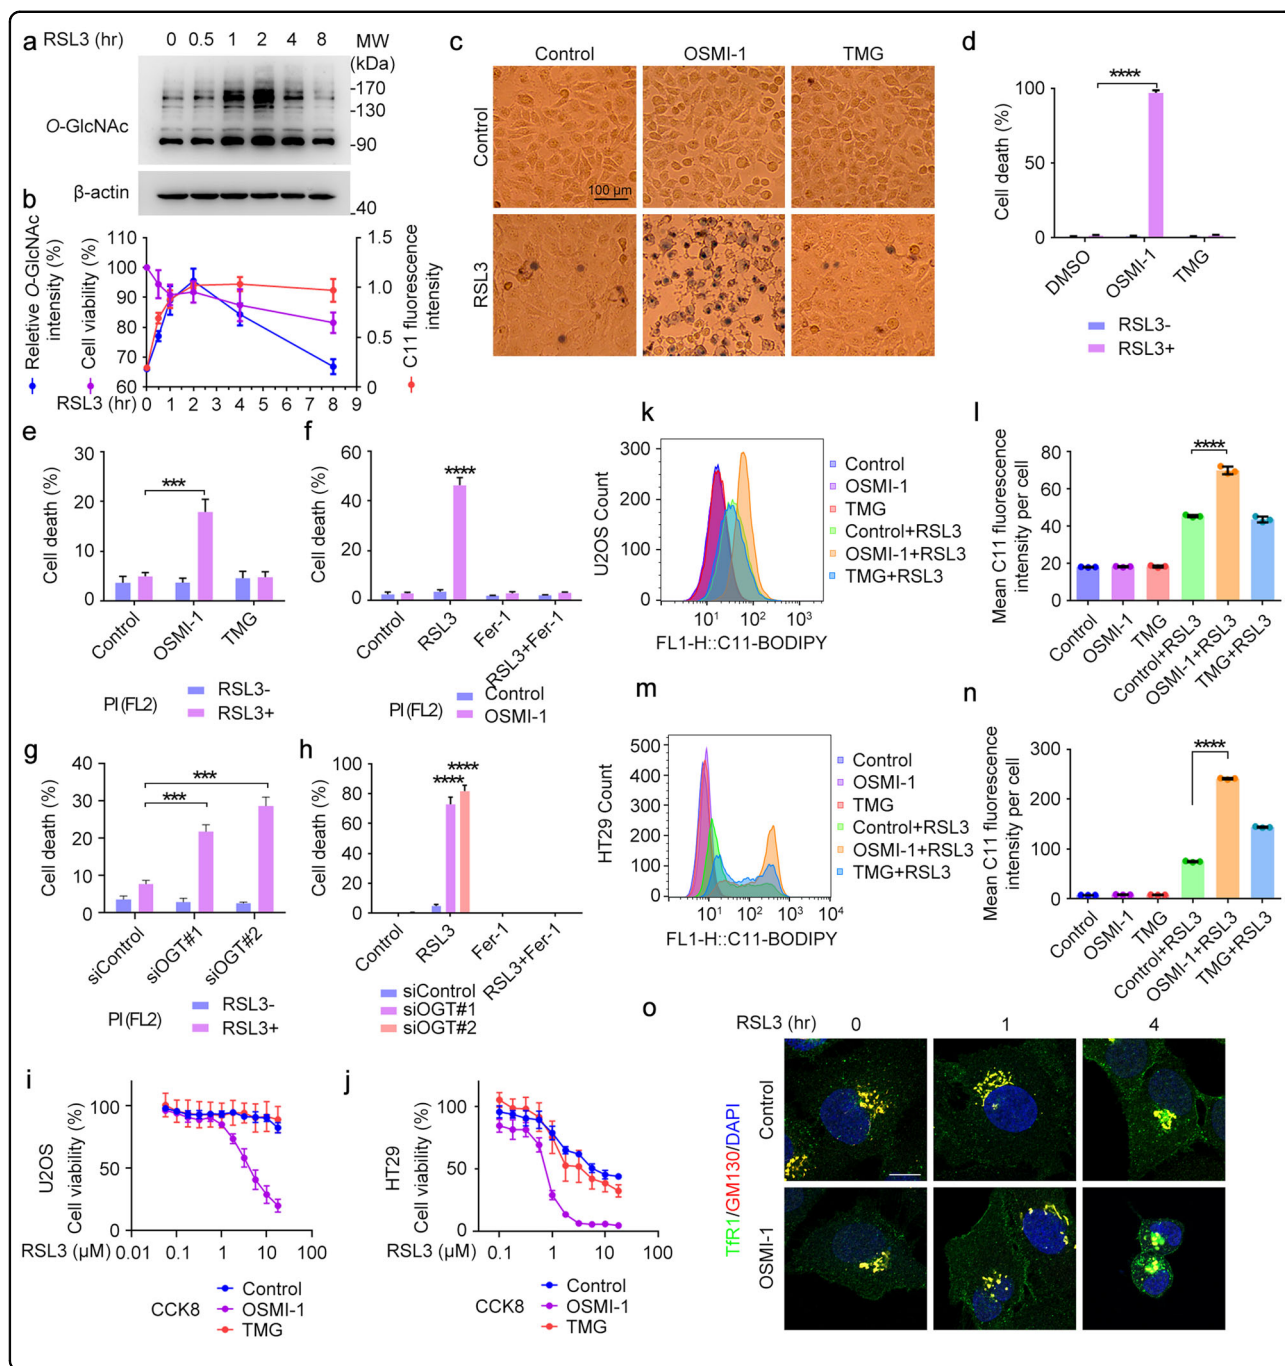 a
RSL3 (hr) 0 0.5 1 2 4 8 MW
(kDa)
O-GlcNAc
-170
-130
-90
β-actin
-40
b
Reletive O-GlcNAc
intensity (%)
Cell viability (%)
110
100
90
80
70
60
1.5
1.0
0.5
0
C11 fluorescence
intensity
RSL3 (hr) 0 1 2 3 4 5 6 7 8 9
c
Control OSMI-1 TMG
Control
100 µm
RSL3
d
Cell death (%)
100
50
0
****
DMSO
OSMI-1
TMG
RSL3-
RSL3+
e
Cell death (%)
30
20
10
0
***
Control
OSMI-1
TMG
PI(FL2)
RSL3-
RSL3+
f
Cell death (%)
60
40
20
0
****
Control
RSL3
Fer-1
RSL3+Fer-1
PI(FL2)
Control
OSMI-1
g
Cell death (%)
40
30
20
10
0
***
***
siControl
siOGT#1
siOGT#2
PI(FL2)
RSL3-
RSL3+
h
Cell death (%)
100
80
60
40
20
0
****
****
Control
RSL3
Fer-1
RSL3+Fer-1
siControl
siOGT#1
siOGT#2
i
U2OS
Cell viability (%)
100
50
0
RSL3 (µM) 0.01 0.1 1 10 100
CCK8
Control
OSMI-1
TMG
j
HT29
Cell viability (%)
100
50
0
RSL3 (µM) 0.1 1 10 100
CCK8
Control
OSMI-1
TMG
k
U2OS Count
300
200
100
0
10¹ 10² 10³
FL1-H::C11-BODIPY
Control
OSMI-1
TMG
Control+RSL3
OSMI-1+RSL3
TMG+RSL3
l
Mean C11 fluorescence
intensity per cell
80
60
40
20
0
****
Control
OSMI-1
TMG
Control+RSL3
OSMI-1+RSL3
TMG+RSL3
m
HT29 Count
500
400
300
200
100
0
10¹ 10² 10³ 10⁴
FL1-H::C11-BODIPY
Control
OSMI-1
TMG
Control+RSL3
OSMI-1+RSL3
TMG+RSL3
n
Mean C11 fluorescence
intensity per cell
300
200
100
0
****
Control
OSMI-1
TMG
Control+RSL3
OSMI-1+RSL3
TMG+RSL3
o
RSL3 (hr) 0 1 4
TfR1/GM130/DAPI
Control
OSMI-1